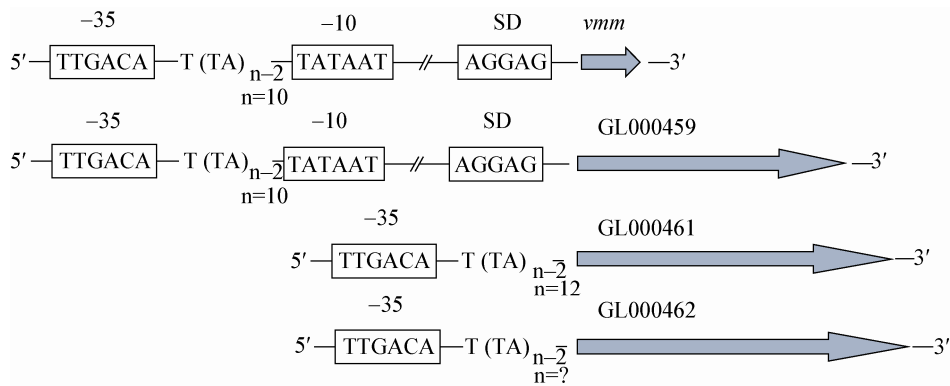 –35 –10 SD vmm
5′ TTGACA T (TA) n–2 TATAAT // AGGAG 3′
n=10
–35 –10 SD GL000459
5′ TTGACA T (TA) n–2 TATAAT // AGGAG 3′
n=10
–35 GL000461
5′ TTGACA T (TA) n–2 3′
n=12
–35 GL000462
5′ TTGACA T (TA) n–2 3′
n=?